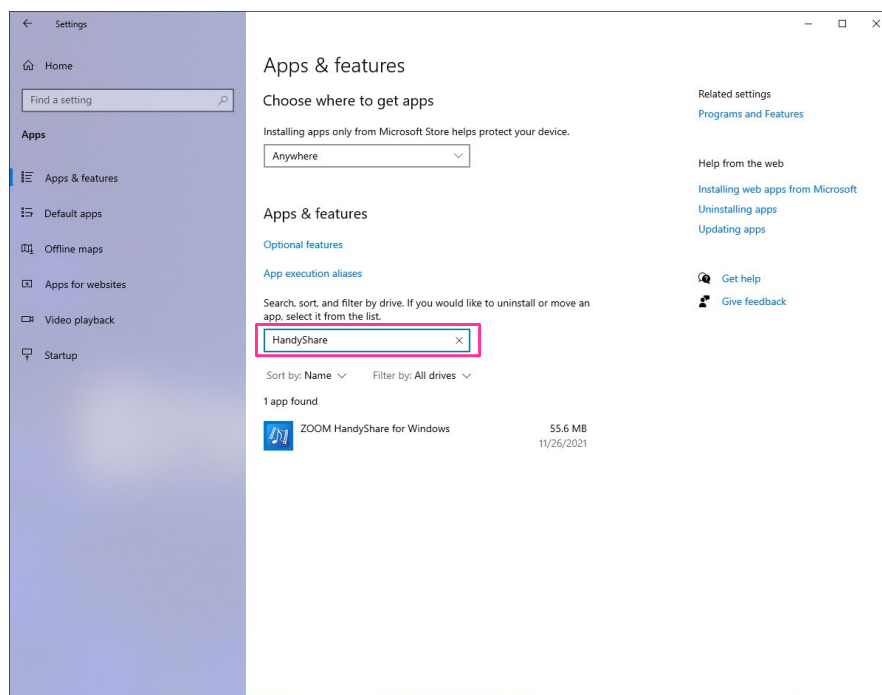 Settings
Home
Find a setting
Apps
Apps & features
Default apps
Offline maps
Apps for websites
Video playback
Startup
Apps & features
Choose where to get apps
Installing apps only from Microsoft Store helps protect your device.
Anywhere
Apps & features
Optional features
App execution aliases
Search, sort, and filter by drive. If you would like to uninstall or move an
app, select it from the list.
HandyShare
Sort by: Name Filter by: All drives
1 app found
ZOOM HandyShare for Windows 55.6 MB
11/26/2021
Related settings
Programs and Features
Help from the web
Installing web apps from Microsoft
Uninstalling apps
Updating apps
Get help
Give feedback